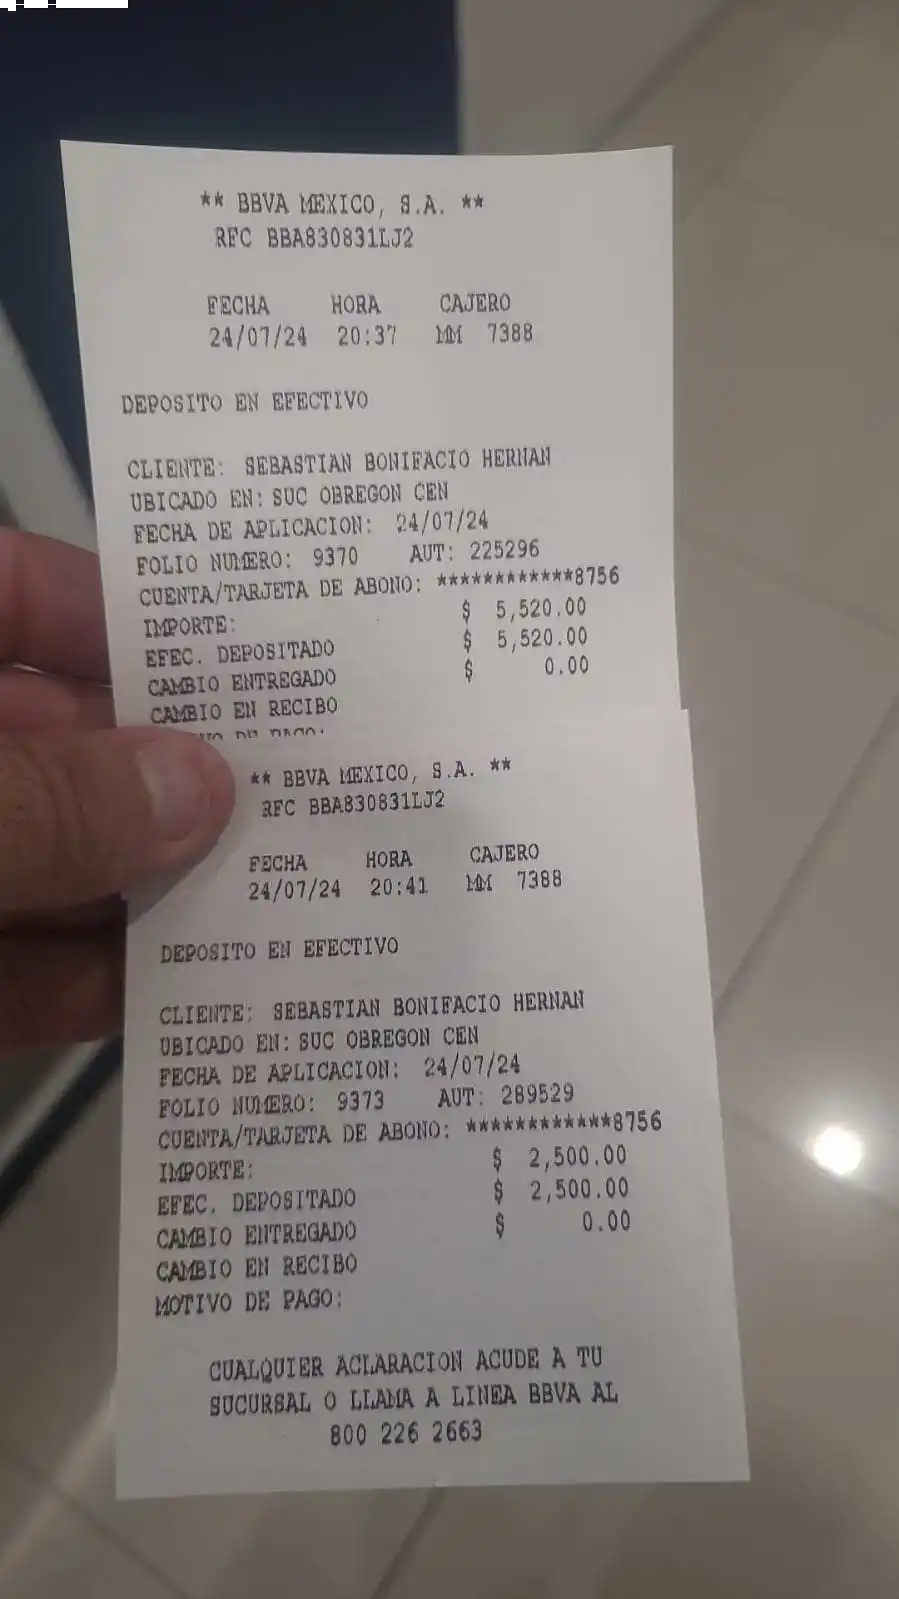 ** BBVA MEXICO, S.A. **
RFC BBA830831LJ2
FECHA HORA CAJERO
24/07/24 20:37 MM 7388
DEPOSITO EN EFECTIVO
CLIENTE: SEBASTIAN BONIFACIO HERNAN
UBICADO EN: SUC OBREGON CEN
FECHA DE APLICACION: 24/07/24
FOLIO NUMERO: 9370 AUT: 225296
CUENTA/TARJETA DE ABONO: ************8756
IMPORTE: $ 5,520.00
EFEC. DEPOSITADO $ 5,520.00
CAMBIO ENTREGADO $ 0.00
CAMBIO EN RECIBO
DE PAGO:
** BBVA MEXICO, S.A. **
RFC BBA830831LJ2
FECHA HORA CAJERO
24/07/24 20:41 MM 7388
DEPOSITO EN EFECTIVO
CLIENTE: SEBASTIAN BONIFACIO HERNAN
UBICADO EN: SUC OBREGON CEN
FECHA DE APLICACION: 24/07/24
FOLIO NUMERO: 9373 AUT: 289529
CUENTA/TARJETA DE ABONO: ************8756
IMPORTE: $ 2,500.00
EFEC. DEPOSITADO $ 2,500.00
CAMBIO ENTREGADO $ 0.00
CAMBIO EN RECIBO
MOTIVO DE PAGO:
CUALQUIER ACLARACION ACUDE A TU
SUCURSAL O LLAMA A LINEA BBVA AL
800 226 2663